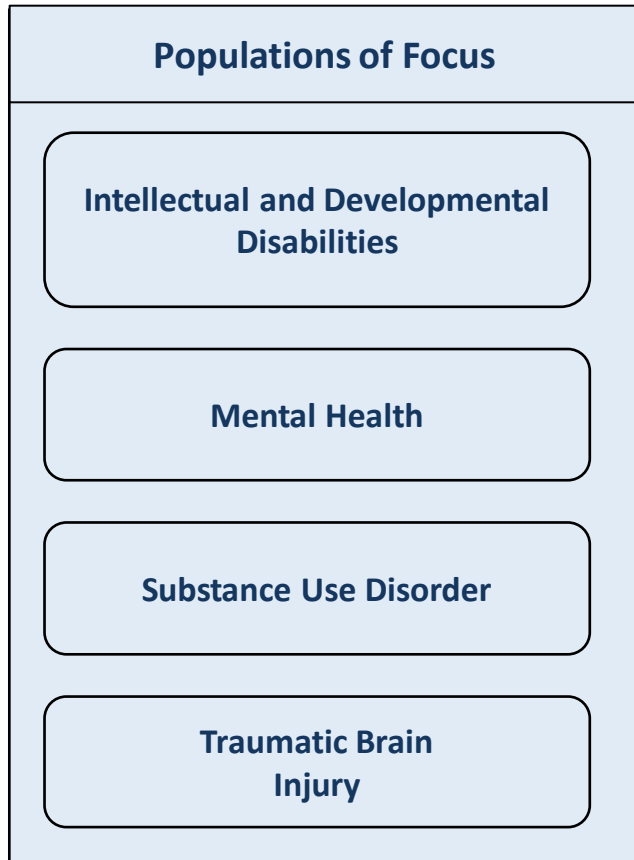 Populations of Focus
Intellectual and Developmental
Disabilities
Mental Health
Substance Use Disorder
Traumatic Brain
Injury